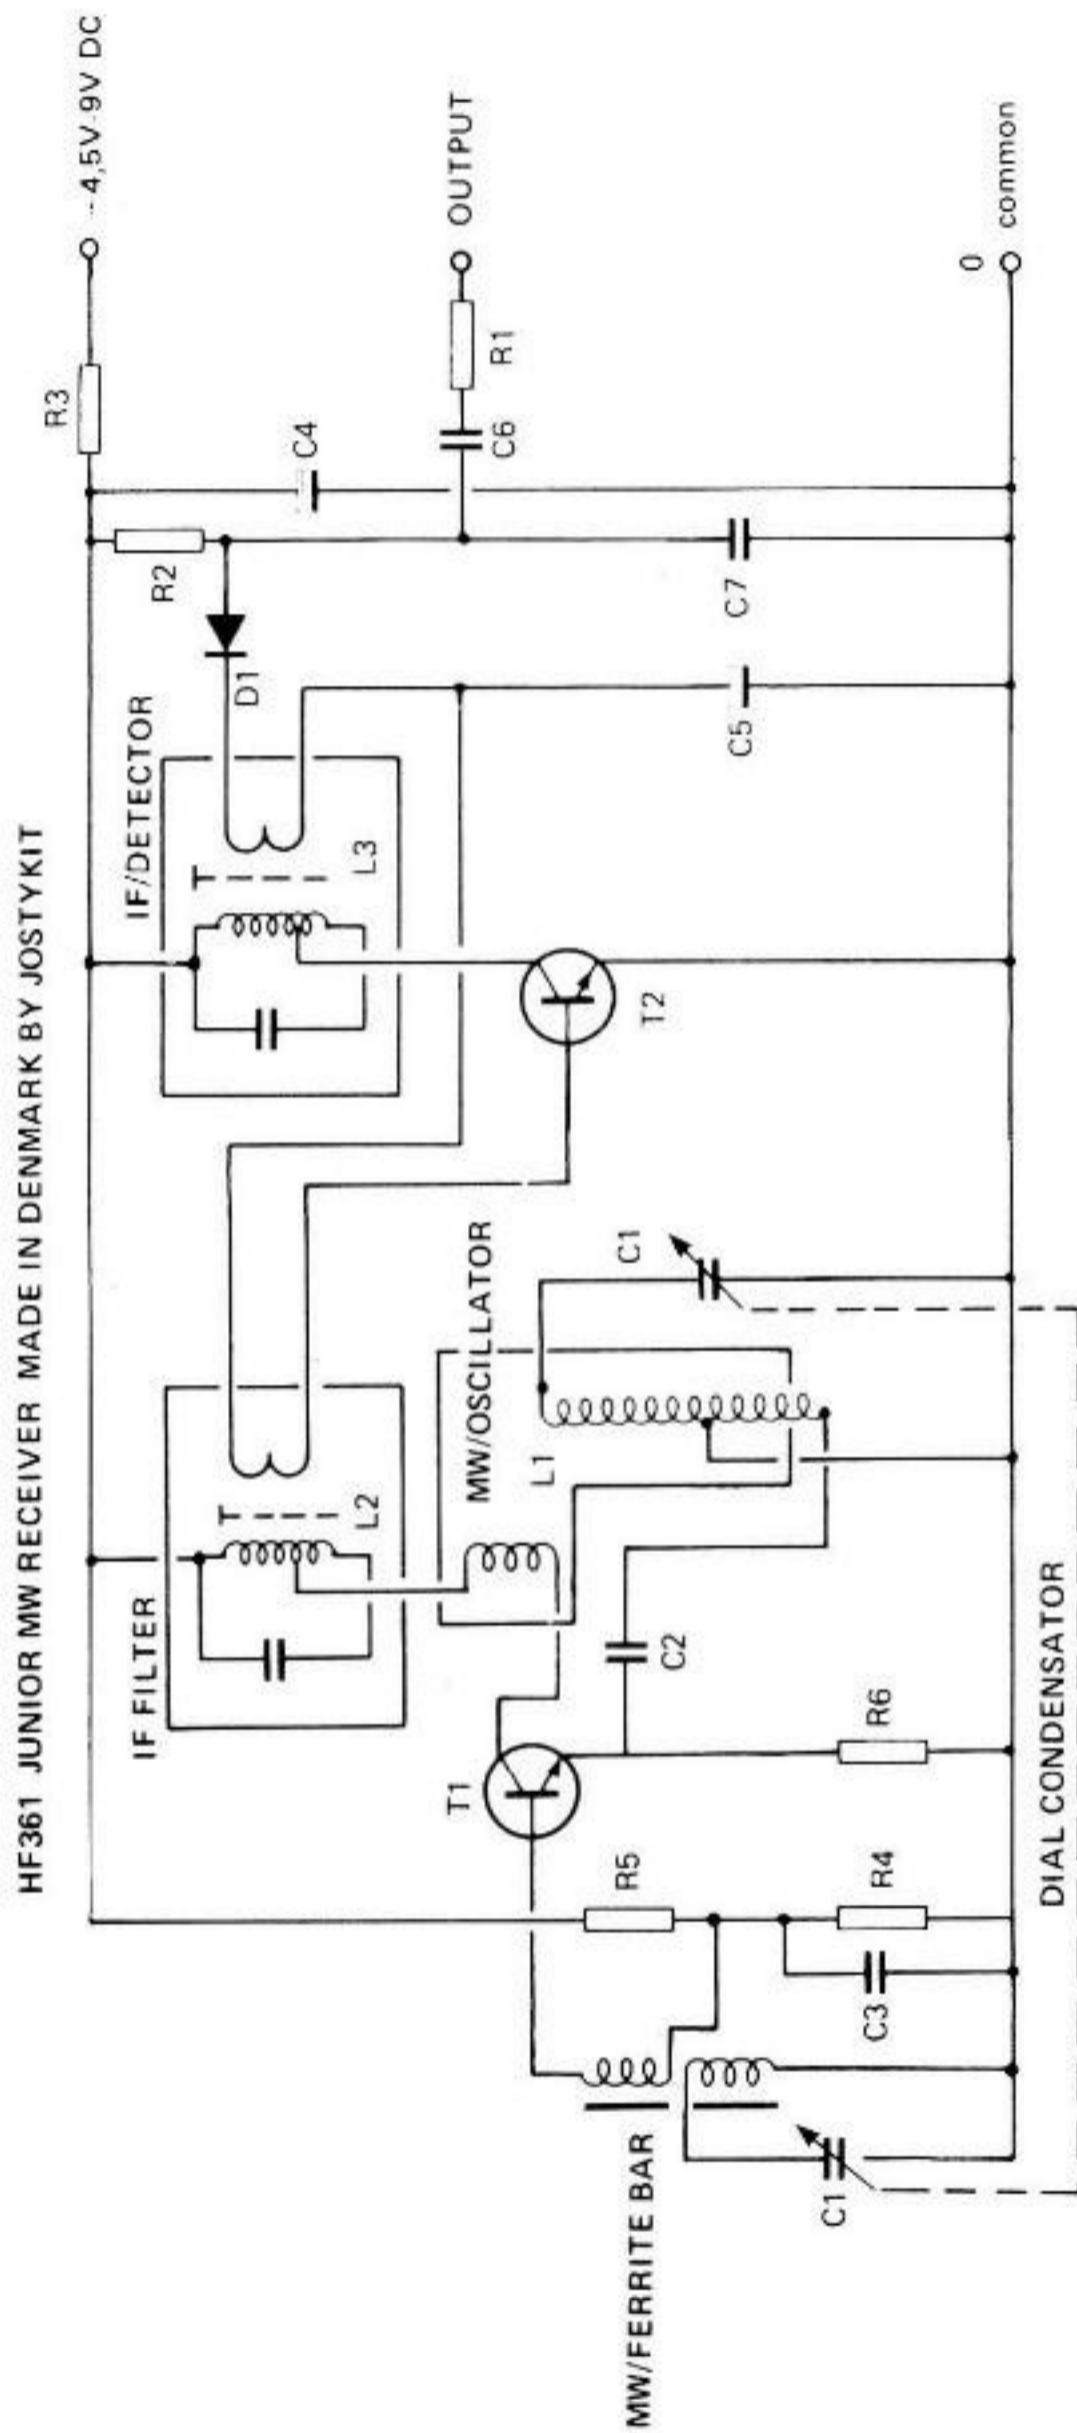 HF361 JUNIOR MW RECEIVER MADE IN DENMARK BY JOSTYKIT
R3
-4,5V-9V DC
IF FILTER
IF/DETECTOR
R2
C4
L2
L3
D1
OUTPUT
R1
C6
T1
MW/OSCILLATOR
L1
T2
C1
R5
C2
C5
C7
MW/FERRITE BAR
C1
C3
R4
R6
0
common
DIAL CONDENSATOR